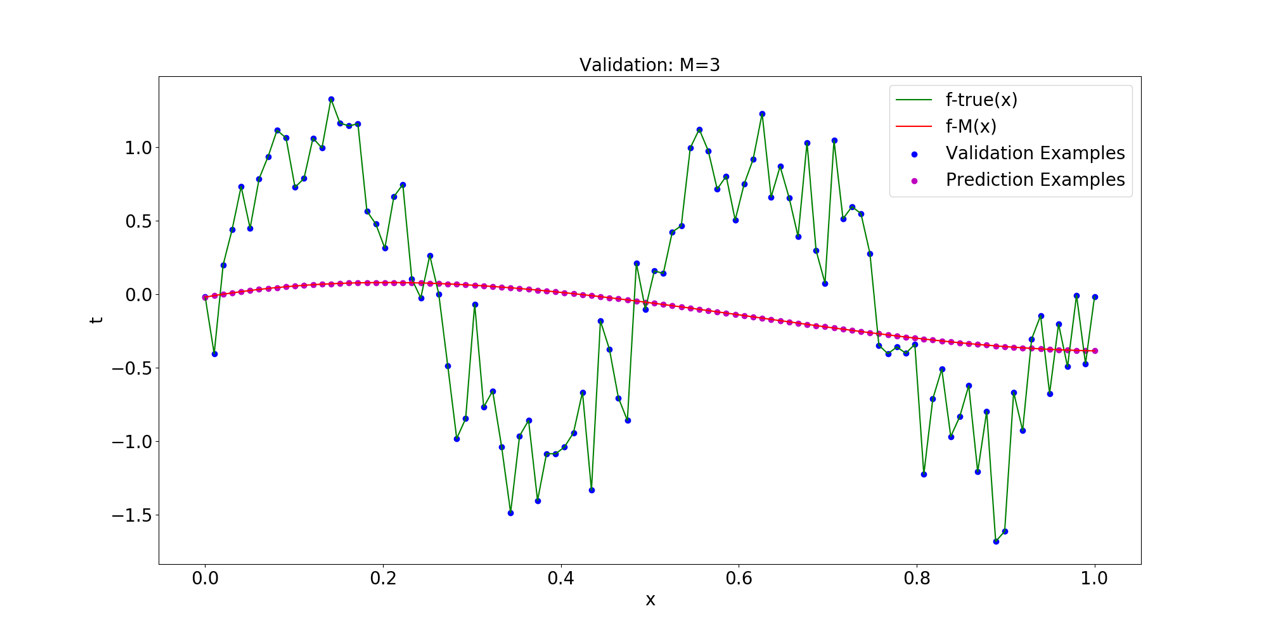 Validation: M=3
f-true(x)
f-M(x)
Validation Examples
Prediction Examples
1.0
0.5
0.0
−0.5
−1.0
−1.5
t
0.0 0.2 0.4 0.6 0.8 1.0
x